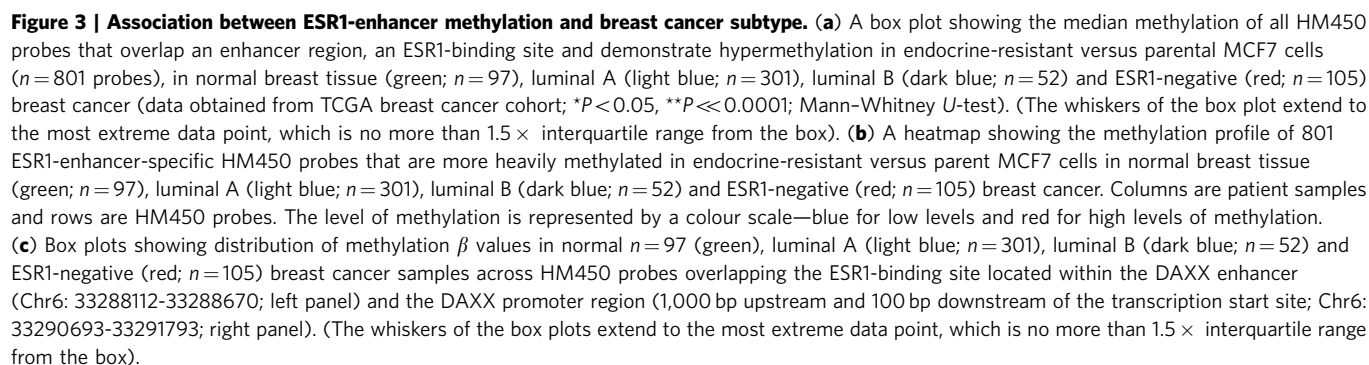 Figure 3 | Association between ESR1-enhancer methylation and breast cancer subtype. (a) A box plot showing the median methylation of all HM450
probes that overlap an enhancer region, an ESR1-binding site and demonstrate hypermethylation in endocrine-resistant versus parental MCF7 cells
(n = 801 probes), in normal breast tissue (green; n = 97), luminal A (light blue; n = 301), luminal B (dark blue; n = 52) and ESR1-negative (red; n = 105)
breast cancer (data obtained from TCGA breast cancer cohort; *P < 0.05, **P ≪ 0.0001; Mann–Whitney U-test). (The whiskers of the box plot extend to
the most extreme data point, which is no more than 1.5 × interquartile range from the box). (b) A heatmap showing the methylation profile of 801
ESR1-enhancer-specific HM450 probes that are more heavily methylated in endocrine-resistant versus parent MCF7 cells in normal breast tissue
(green; n = 97), luminal A (light blue; n = 301), luminal B (dark blue; n = 52) and ESR1-negative (red; n = 105) breast cancer. Columns are patient samples
and rows are HM450 probes. The level of methylation is represented by a colour scale—blue for low levels and red for high levels of methylation.
(c) Box plots showing distribution of methylation β values in normal n = 97 (green), luminal A (light blue; n = 301), luminal B (dark blue; n = 52) and
ESR1-negative (red; n = 105) breast cancer samples across HM450 probes overlapping the ESR1-binding site located within the DAXX enhancer
(Chr6: 33288112-33288670; left panel) and the DAXX promoter region (1,000 bp upstream and 100 bp downstream of the transcription start site; Chr6:
33290693-33291793; right panel). (The whiskers of the box plots extend to the most extreme data point, which is no more than 1.5 × interquartile range
from the box).